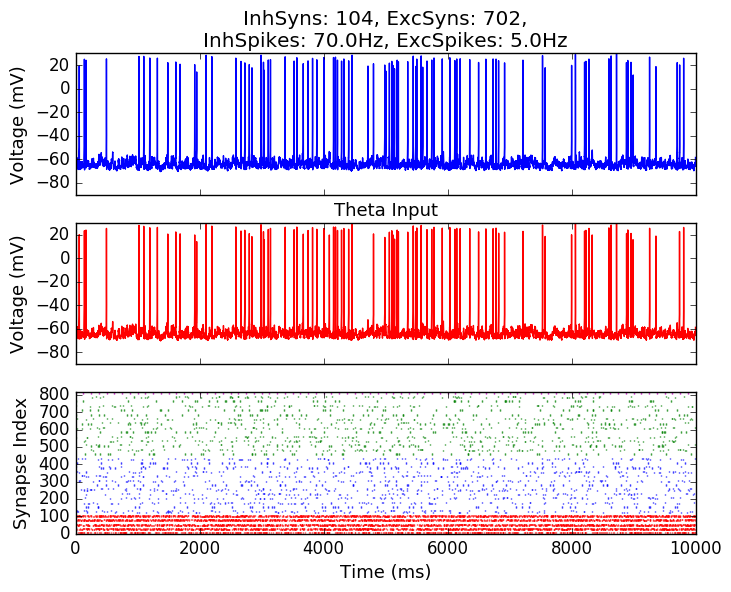 InhSyns: 104, ExcSyns: 702,
InhSpikes: 70.0Hz, ExcSpikes: 5.0Hz
Voltage (mV)
20
0
−20
−40
−60
−80
Theta Input
Voltage (mV)
20
0
−20
−40
−60
−80
Synapse Index
800
700
600
500
400
300
200
100
0
0 2000 4000 6000 8000 10000
Time (ms)